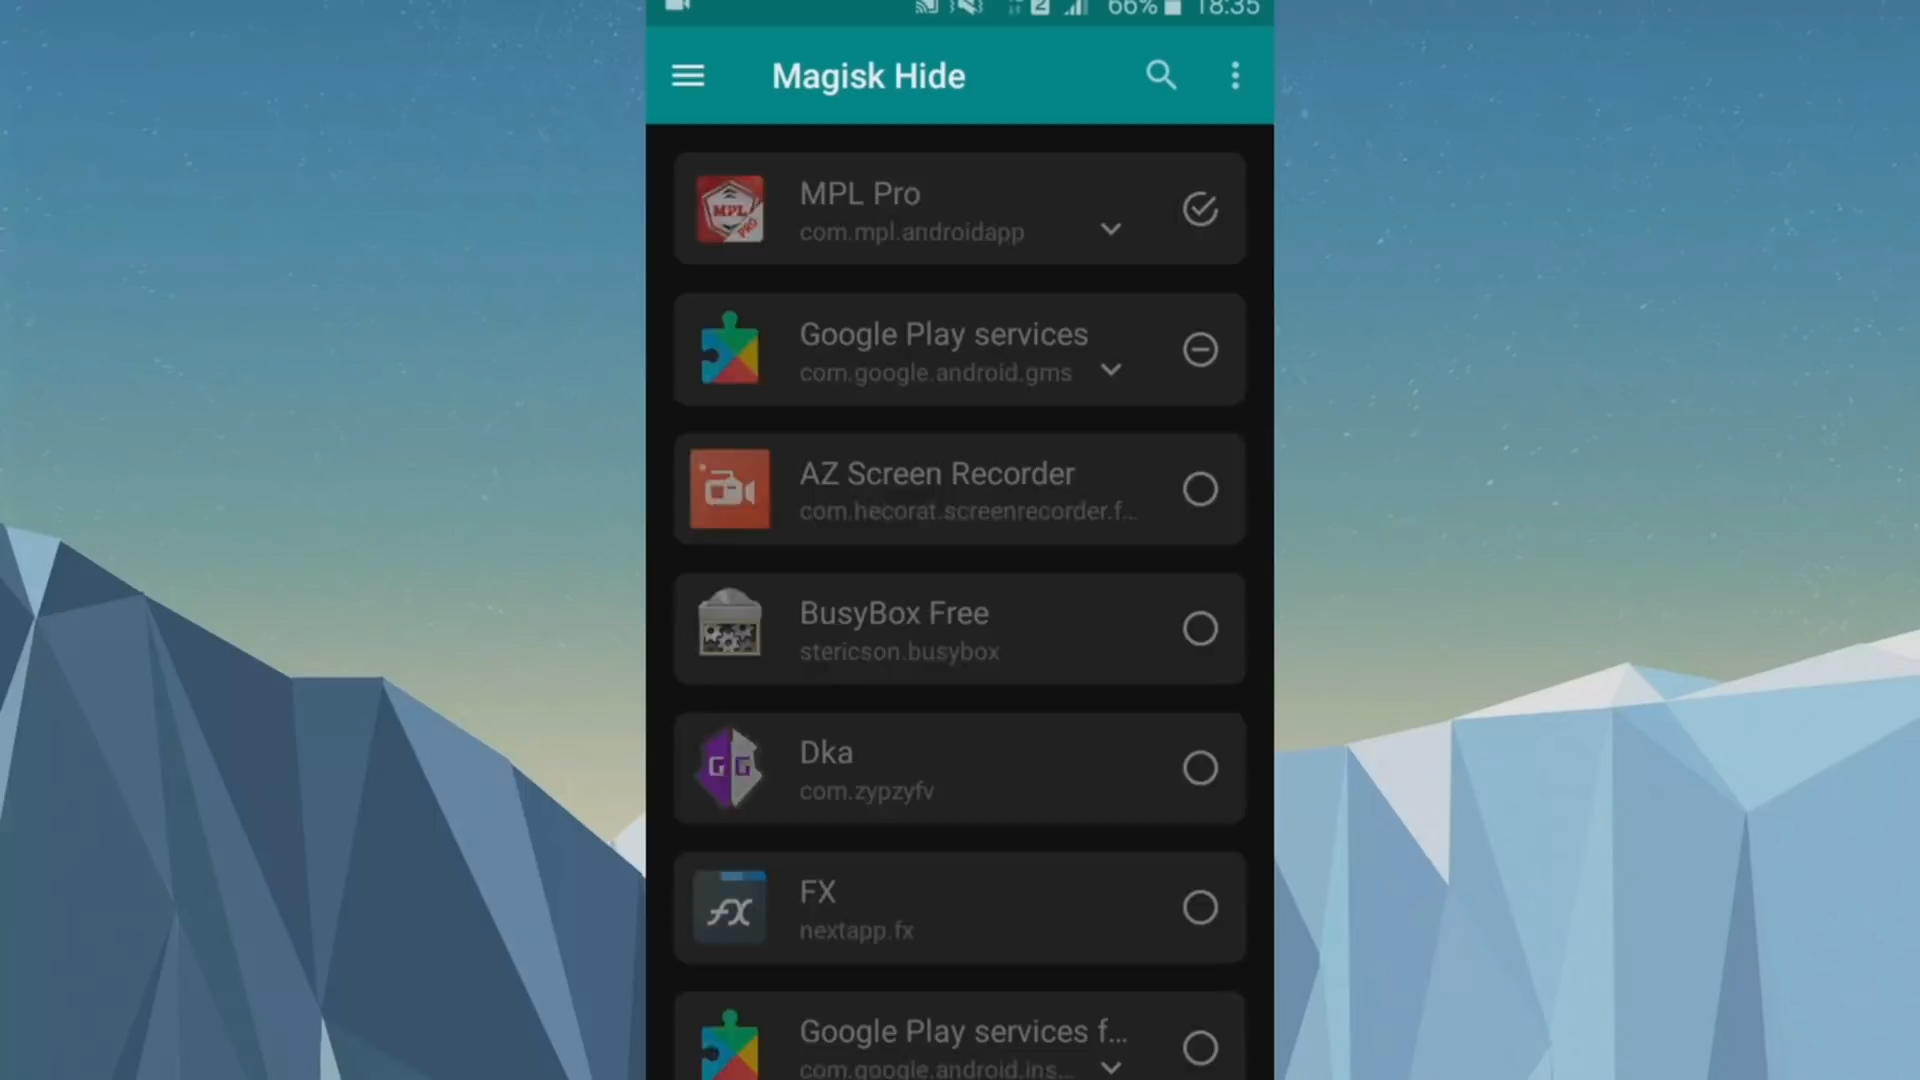 66% 18:35
Magisk Hide
MPL Pro
com.mpl.androidapp
Google Play services
com.google.android.gms
AZ Screen Recorder
com.hecorat.screenrecorder.f...
BusyBox Free
stericson.busybox
Dka
com.zypzyfv
FX
nextapp.fx
Google Play services f...
com.google.android.ins...